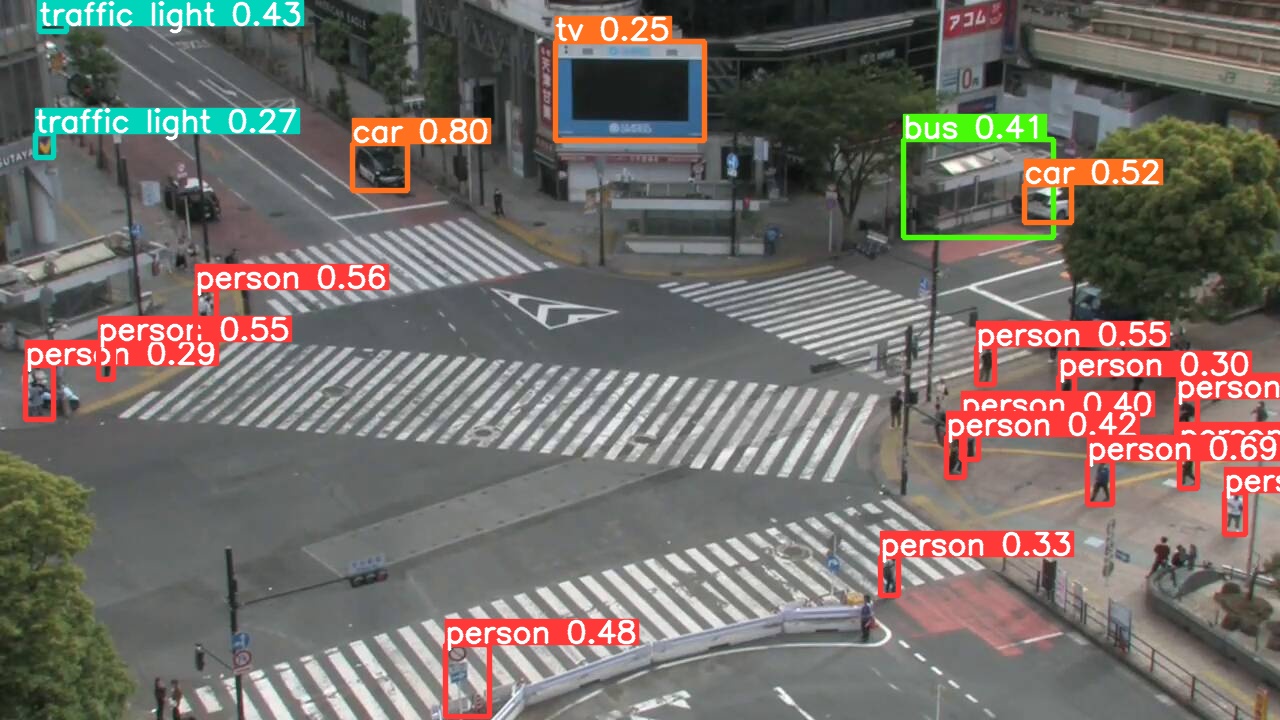 traffic light 0.43
tv 0.25
アコム
traffic light 0.27
car 0.80
bus 0.41
car 0.52
person 0.56
person 0.55
person 0.29
person 0.55
person 0.30
person
person 0.40
person 0.42
person 0.69
pers
person 0.33
person 0.48